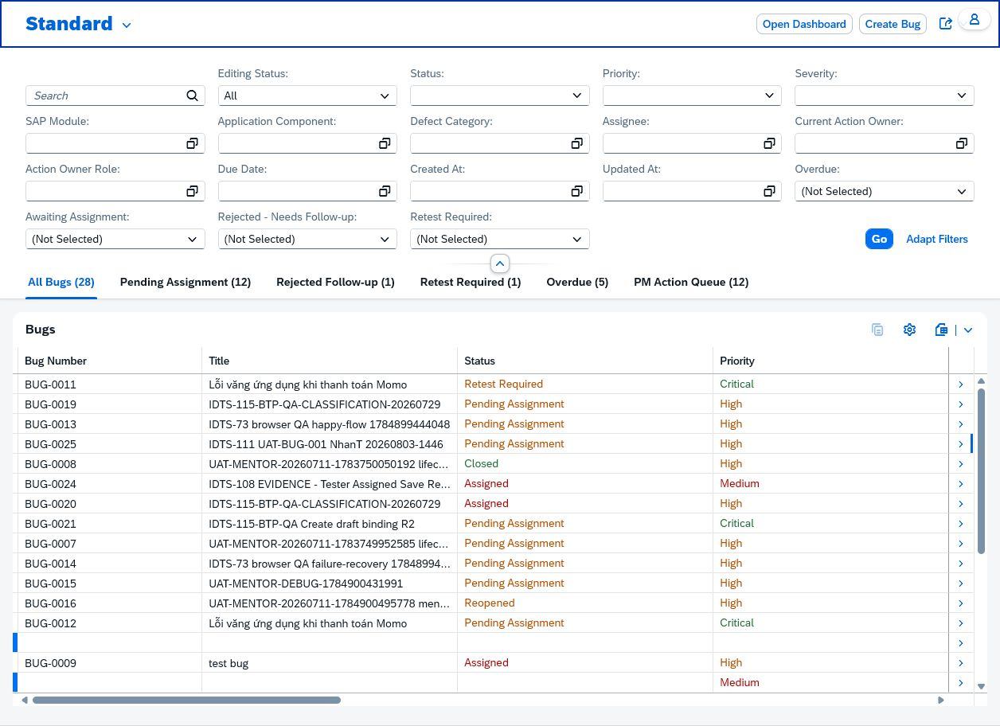 Standard
Open Dashboard Create Bug
Editing Status: Status: Priority: Severity:
Search All
SAP Module: Application Component: Defect Category: Assignee: Current Action Owner:
Action Owner Role: Due Date: Created At: Updated At: Overdue:
(Not Selected)
Awaiting Assignment: Rejected - Needs Follow-up: Retest Required:
(Not Selected) (Not Selected) (Not Selected) Go Adapt Filters
All Bugs (28) Pending Assignment (12) Rejected Follow-up (1) Retest Required (1) Overdue (5) PM Action Queue (12)
Bugs
Bug Number Title Status Priority
BUG-0011 Lỗi văng ứng dụng khi thanh toán Momo Retest Required Critical
BUG-0019 IDTS-115-BTP-QA-CLASSIFICATION-20260729 Pending Assignment High
BUG-0013 IDTS-73 browser QA happy-flow 1784899444048 Pending Assignment High
BUG-0025 IDTS-111 UAT-BUG-001 NhanT 20260803-1446 Pending Assignment High
BUG-0008 UAT-MENTOR-20260711-1783750050192 lifec... Closed High
BUG-0024 IDTS-108 EVIDENCE - Tester Assigned Save Re... Assigned Medium
BUG-0020 IDTS-115-BTP-QA-CLASSIFICATION-20260729 Assigned High
BUG-0021 IDTS-115-BTP-QA Create draft binding R2 Pending Assignment Critical
BUG-0007 UAT-MENTOR-20260711-1783749952585 lifec... Pending Assignment High
BUG-0014 IDTS-73 browser QA failure-recovery 17848994... Pending Assignment High
BUG-0015 UAT-MENTOR-DEBUG-1784900431991 Pending Assignment High
BUG-0016 UAT-MENTOR-20260711-1784900495778 men... Reopened High
BUG-0012 Lỗi văng ứng dụng khi thanh toán Momo Pending Assignment Critical
BUG-0009 test bug Assigned High
Medium